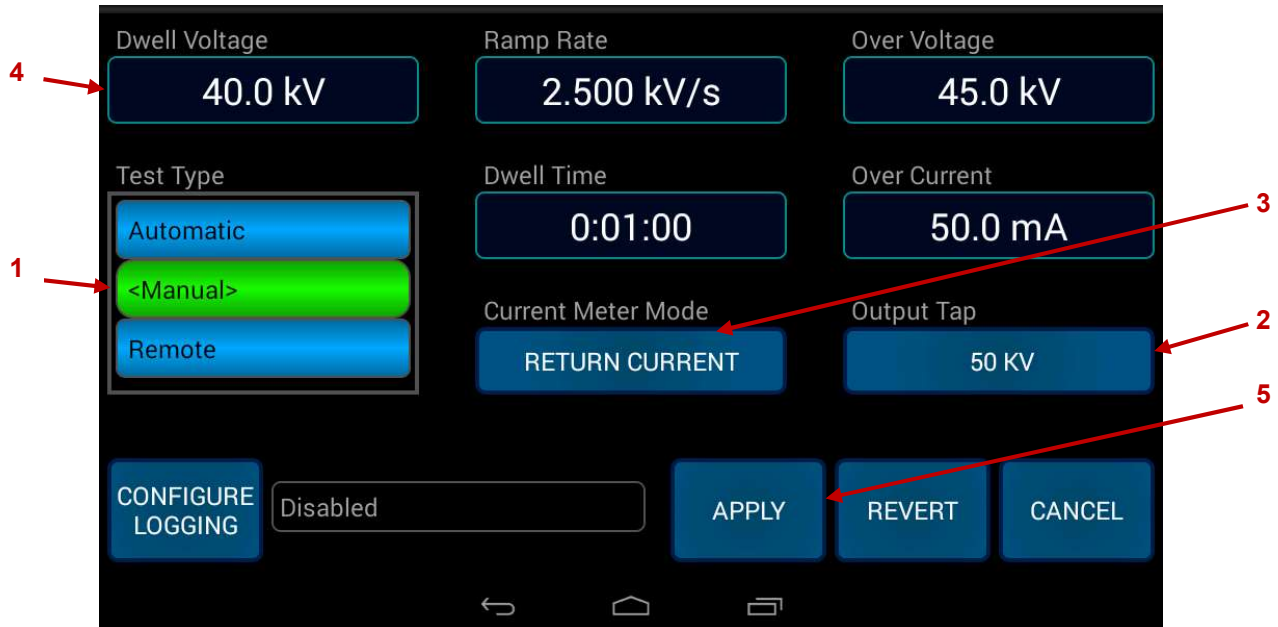 Dwell Voltage
Ramp Rate
Over Voltage
4
40.0 kV
2.500 kV/s
45.0 kV
Test Type
Dwell Time
Over Current
Automatic
0:01:00
50.0 mA
3
1
<Manual>
Current Meter Mode
Output Tap
2
Remote
RETURN CURRENT
50 KV
5
CONFIGURE
LOGGING
Disabled
APPLY
REVERT
CANCEL